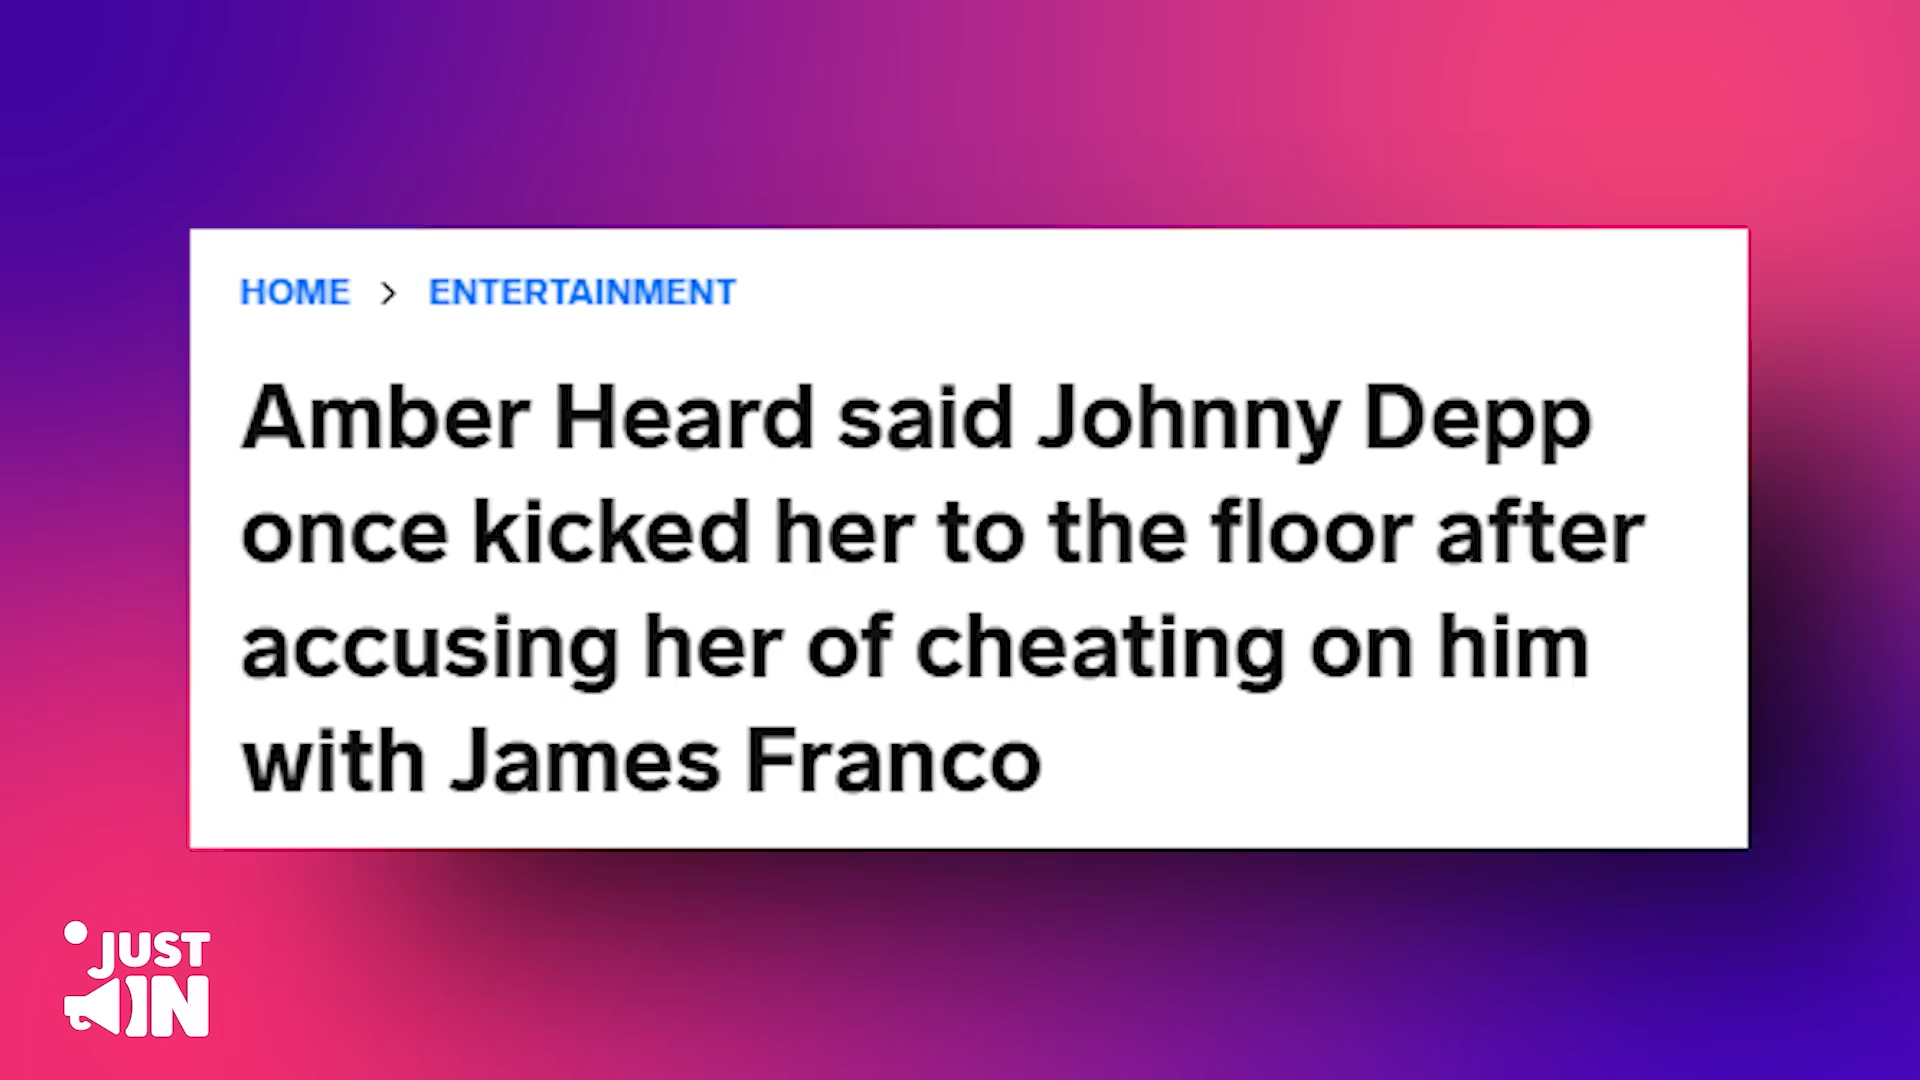 HOME > ENTERTAINMENT
Amber Heard said Johnny Depp
once kicked her to the floor after
accusing her of cheating on him
with James Franco
JUST
IN